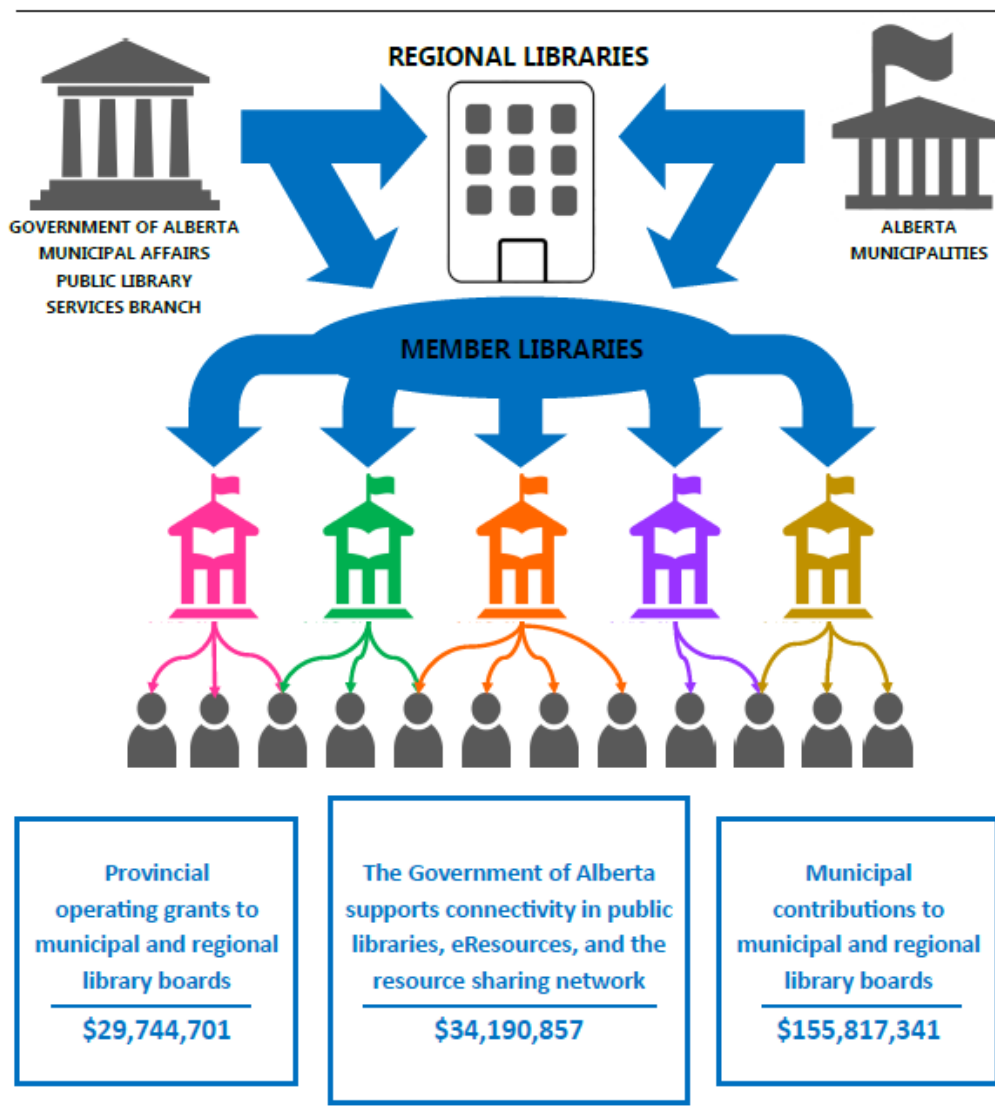 REGIONAL LIBRARIES
GOVERNMENT OF ALBERTA
MUNICIPAL AFFAIRS
PUBLIC LIBRARY
SERVICES BRANCH
ALBERTA
MUNICIPALITIES
MEMBER LIBRARIES
Provincial
operating grants to
municipal and regional
library boards
$29,744,701
The Government of Alberta
supports connectivity in public
libraries, eResources, and the
resource sharing network
$34,190,857
Municipal
contributions to
municipal and regional
library boards
$155,817,341